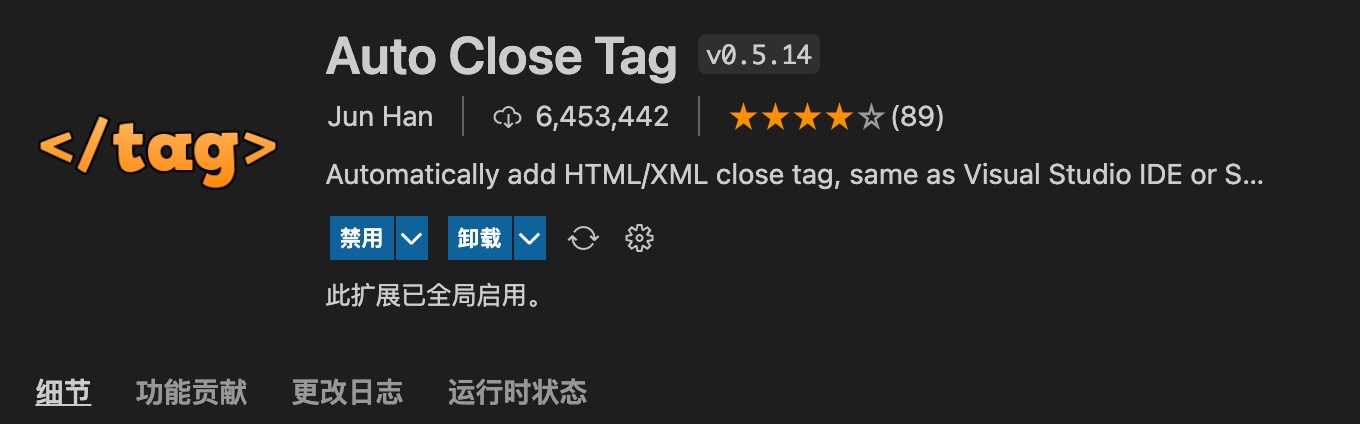 Auto Close Tag v0.5.14
</tag> Jun Han 6,453,442 (89)
Automatically add HTML/XML close tag, same as Visual Studio IDE or S...
禁用 卸载
此扩展已全局启用。
细节 功能贡献 更改日志 运行时状态